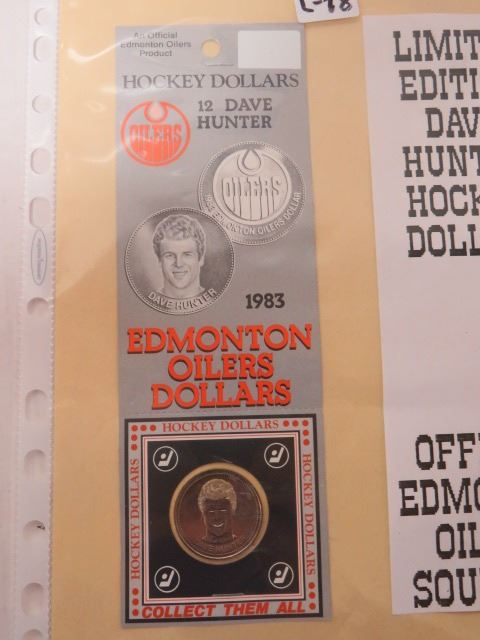 L-98
An Official
Edmonton Oilers
Product
HOCKEY DOLLARS
12 DAVE
HUNTER
OILERS
OILERS
1983 EDMONTON OILERS DOLLAR
DAVE HUNTER
1983
EDMONTON
OILERS
DOLLARS
HOCKEY DOLLARS
HOCKEY DOLLARS
HOCKEY DOLLARS
COLLECT THEM ALL
LIMIT
EDITI
DAV
HUNT
HOCK
DOLL
OFF
EDMO
OIL
SOU